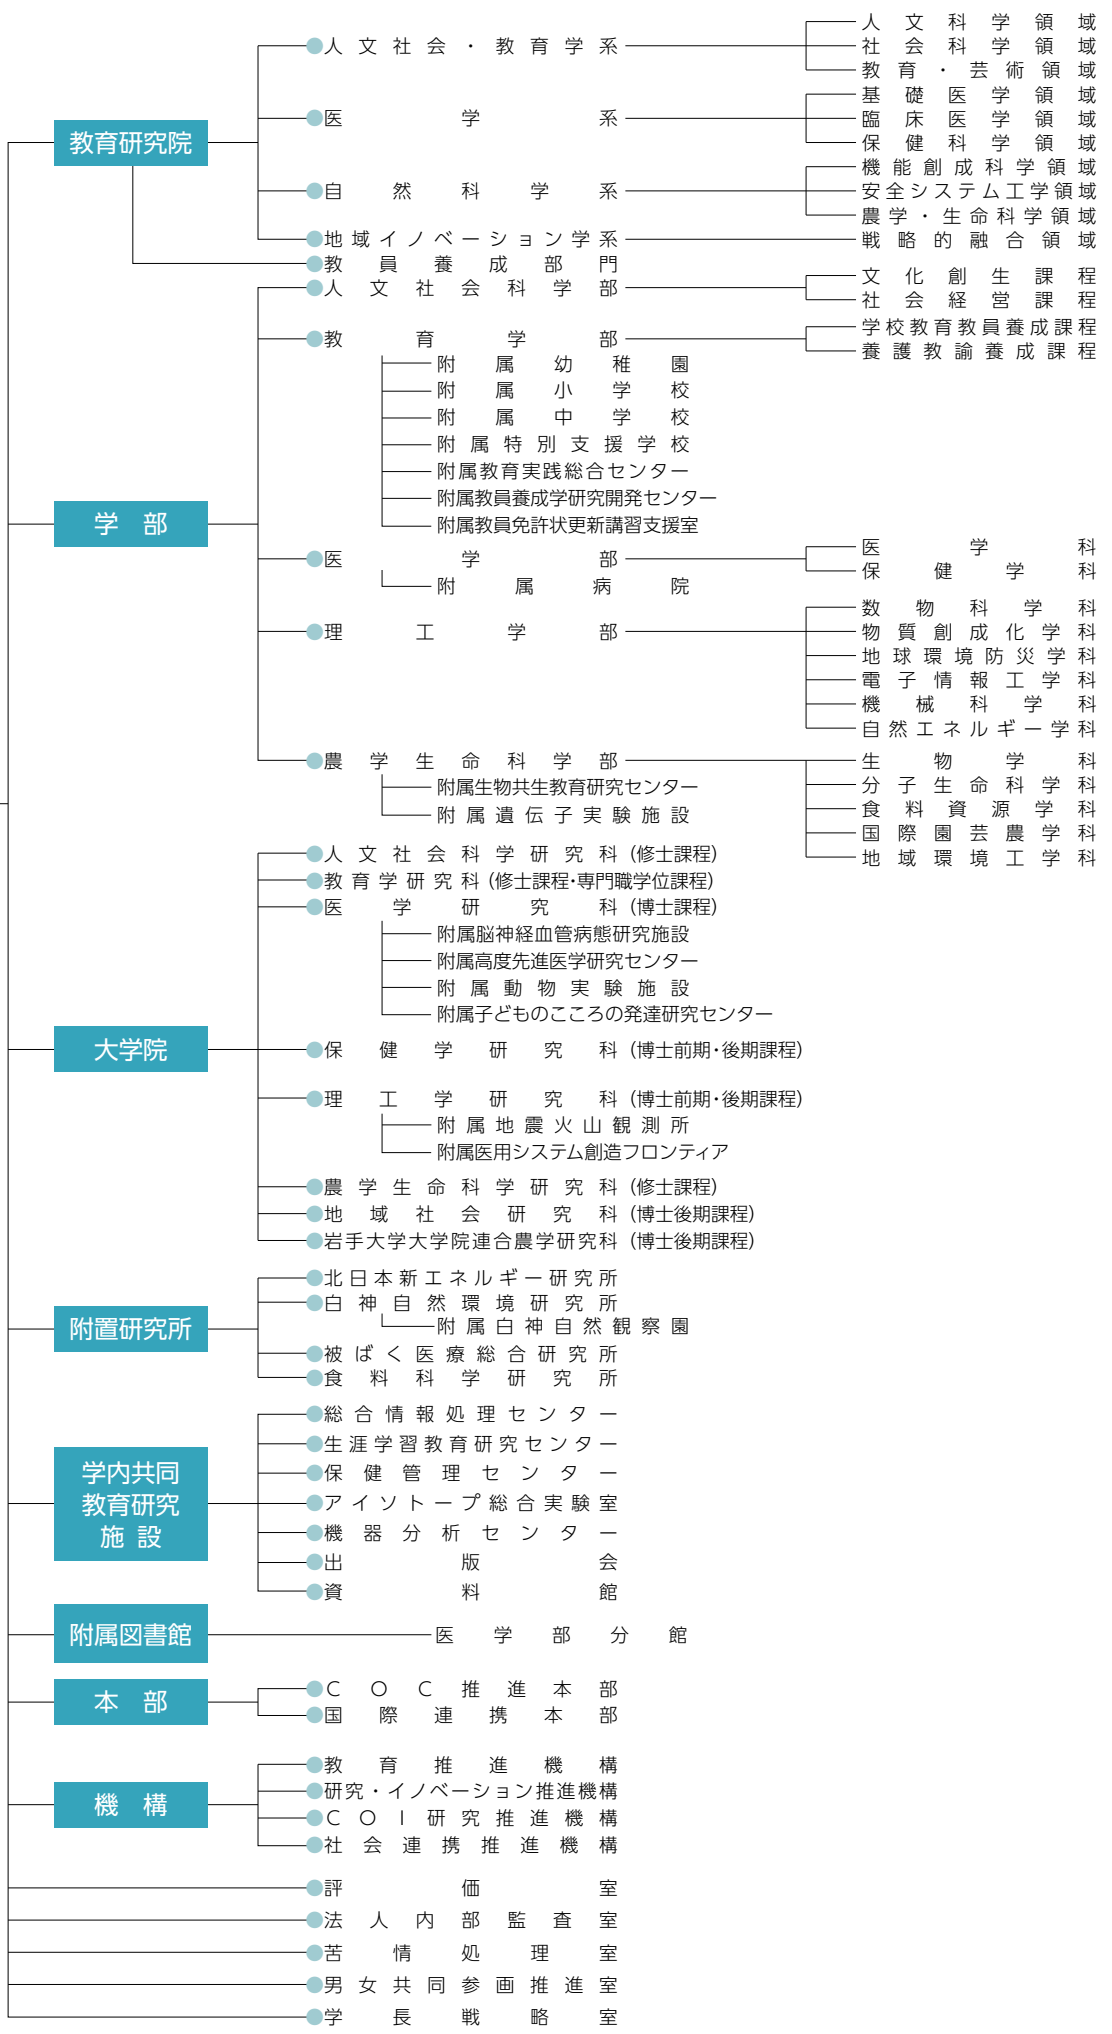 教育研究院
人文社会・教育学系
人文科学領域
社会科学領域
教育・芸術領域
医学系
基礎医学領域
臨床医学領域
保健科学領域
自然科学系
機能創成科学領域
安全システム工学領域
農学・生命科学領域
地域イノベーション学系
戦略的融合領域
教員養成部門
学部
人文社会科学部
文化創生課程
社会経営課程
教育学部
学校教育教員養成課程
養護教諭養成課程
附属幼稚園
附属小学校
附属中学校
附属特別支援学校
附属教育実践総合センター
附属教員養成学研究開発センター
附属教員免許状更新講習支援室
医学部
医学科
保健学科
附属病院
理工学部
数物科学科
物質創成化学科
地球環境防災学科
電子情報工学科
機械科学科
自然エネルギー学科
農学生命科学部
生物学科
分子生命科学科
食料資源学科
国際園芸農学科
地域環境工学科
附属生物共生教育研究センター
附属遺伝子実験施設
大学院
人文社会科学研究科(修士課程)
教育学研究科(修士課程・専門職学位課程)
医学研究科(博士課程)
附属脳神経血管病態研究施設
附属高度先進医学研究センター
附属動物実験施設
附属子どものこころの発達研究センター
保健学研究科(博士前期・後期課程)
理工学研究科(博士前期・後期課程)
附属地震火山観測所
附属医用システム創造フロンティア
農学生命科学研究科(修士課程)
地域社会研究科(博士後期課程)
岩手大学大学院連合農学研究科(博士後期課程)
附置研究所
北日本新エネルギー研究所
白神自然環境研究所
附属白神自然観察園
被ばく医療総合研究所
食料科学研究所
学内共同
教育研究
施設
総合情報処理センター
生涯学習教育研究センター
保健管理センター
アイソトープ総合実験室
機器分析センター
出版会
資料館
附属図書館
医学部分館
本部
COC推進本部
国際連携本部
機構
教育推進機構
研究・イノベーション推進機構
COI研究推進機構
社会連携推進機構
評価室
法人内部監査室
苦情処理室
男女共同参画推進室
学長戦略室